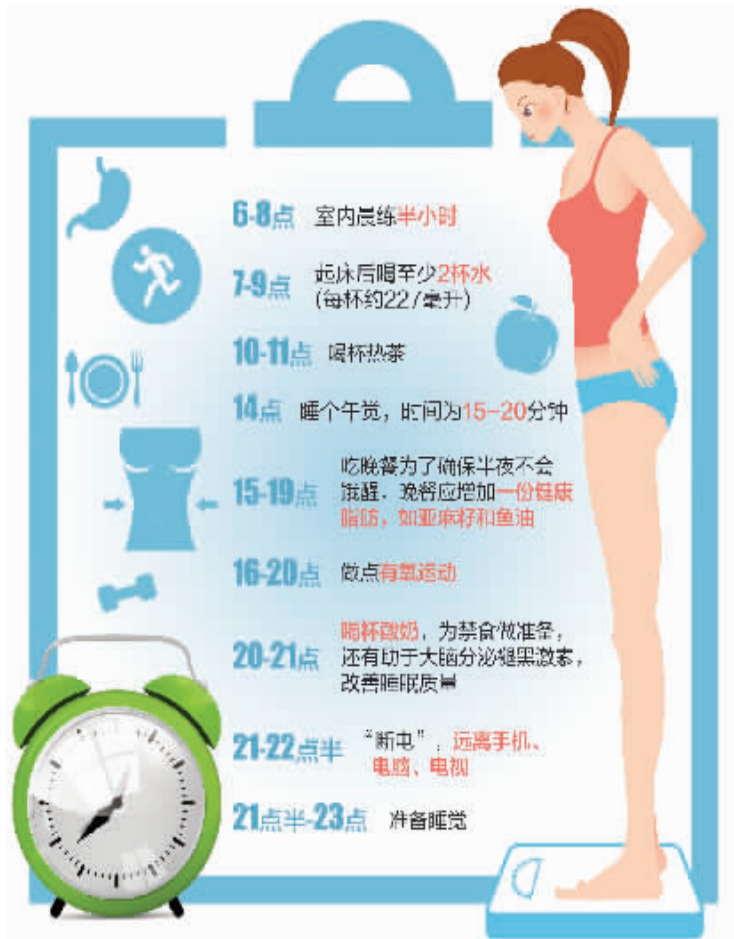 6-8点 室内晨练半小时
7-9点 起床后喝至少2杯水
(每杯约227毫升)
10-11点 喝杯热茶
14点 睡个午觉，时间为15-20分钟
15-19点 吃晚餐为了确保半夜不会
饿醒，晚餐应增加一份健康
脂肪，如亚麻籽和鱼油
16-20点 做点有氧运动
20-21点 喝杯酸奶，为禁食做准备，
还有助于大脑分泌褪黑激素，
改善睡眠质量
21-22点半 “断电”，远离手机、
电脑、电视
21点半-23点 准备睡觉